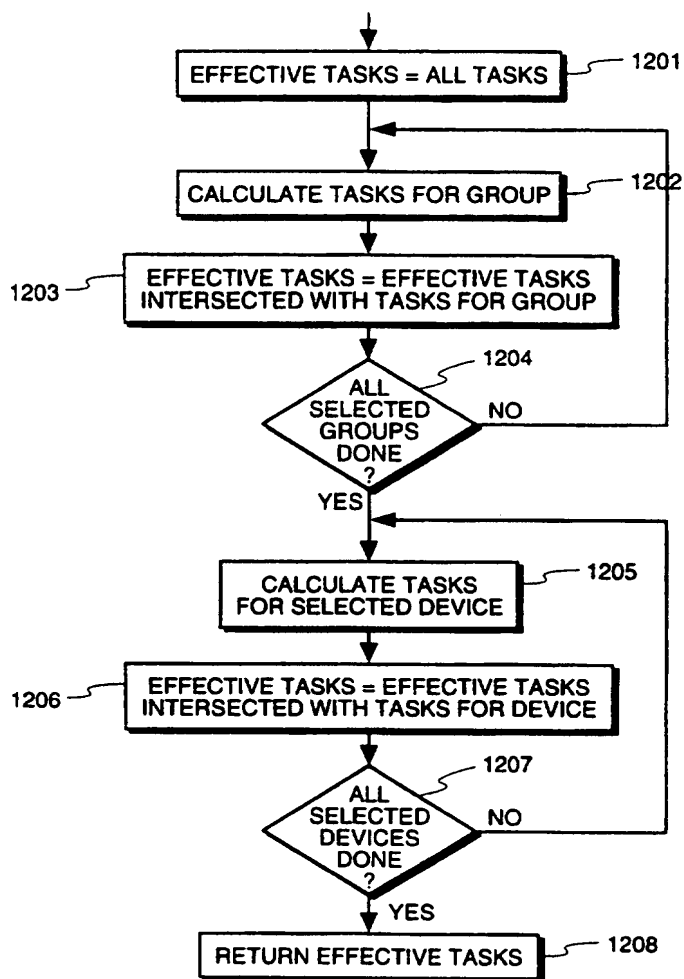 EFFECTIVE TASKS = ALL TASKS
1201
CALCULATE TASKS FOR GROUP
1202
EFFECTIVE TASKS = EFFECTIVE TASKS
INTERSECTED WITH TASKS FOR GROUP
1203
1204
ALL
SELECTED
GROUPS
DONE
?
NO
YES
CALCULATE TASKS
FOR SELECTED DEVICE
1205
EFFECTIVE TASKS = EFFECTIVE TASKS
INTERSECTED WITH TASKS FOR DEVICE
1206
1207
ALL
SELECTED
DEVICES
DONE
?
NO
YES
RETURN EFFECTIVE TASKS
1208